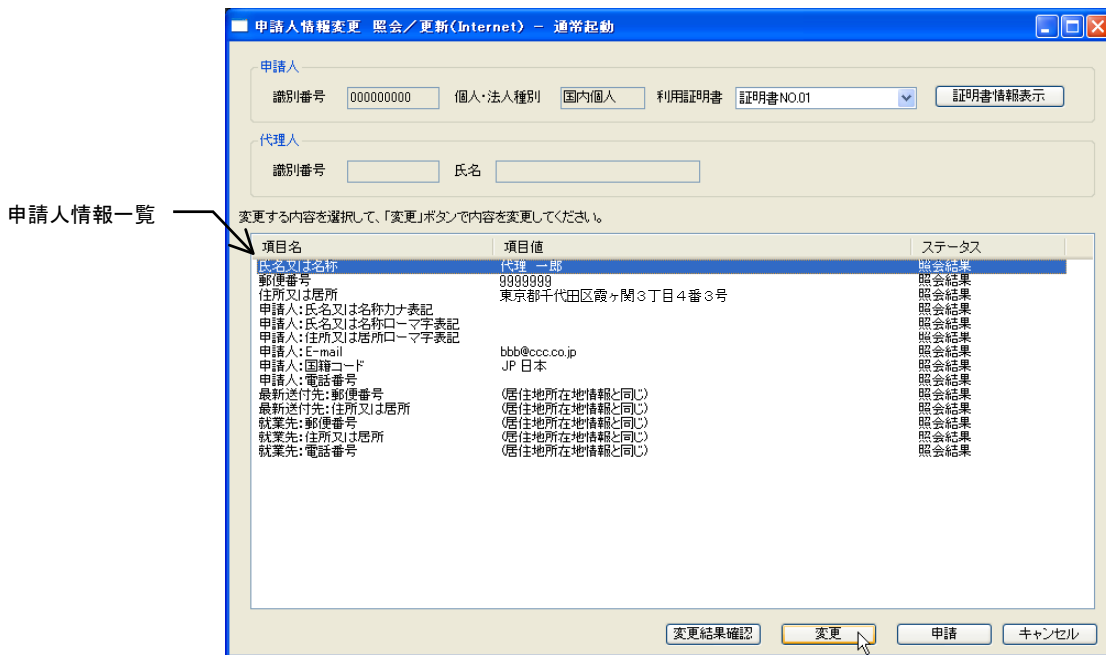 申請人情報変更 照会／更新(Internet) － 通常起動
申請人
識別番号 000000000 個人・法人種別 国内個人 利用証明書 証明書NO.01 証明書情報表示
代理人
識別番号 氏名
申請人情報一覧
変更する内容を選択して、「変更」ボタンで内容を変更してください。
項目名 項目値 ステータス
氏名又は名称 代理 一郎 照会結果
郵便番号 9999999 照会結果
住所又は居所 東京都千代田区霞ヶ関３丁目４番３号 照会結果
申請人:氏名又は名称カナ表記 照会結果
申請人:氏名又は名称ローマ字表記 照会結果
申請人:住所又は居所ローマ字表記 照会結果
申請人:E-mail bbb@ccc.co.jp 照会結果
申請人:国籍コード JP 日本 照会結果
申請人:電話番号 照会結果
最新送付先:郵便番号 (居住地所在地情報と同じ) 照会結果
最新送付先:住所又は居所 (居住地所在地情報と同じ) 照会結果
就業先:郵便番号 (居住地所在地情報と同じ) 照会結果
就業先:住所又は居所 (居住地所在地情報と同じ) 照会結果
就業先:電話番号 (居住地所在地情報と同じ) 照会結果
変更結果確認 変更 申請 キャンセル